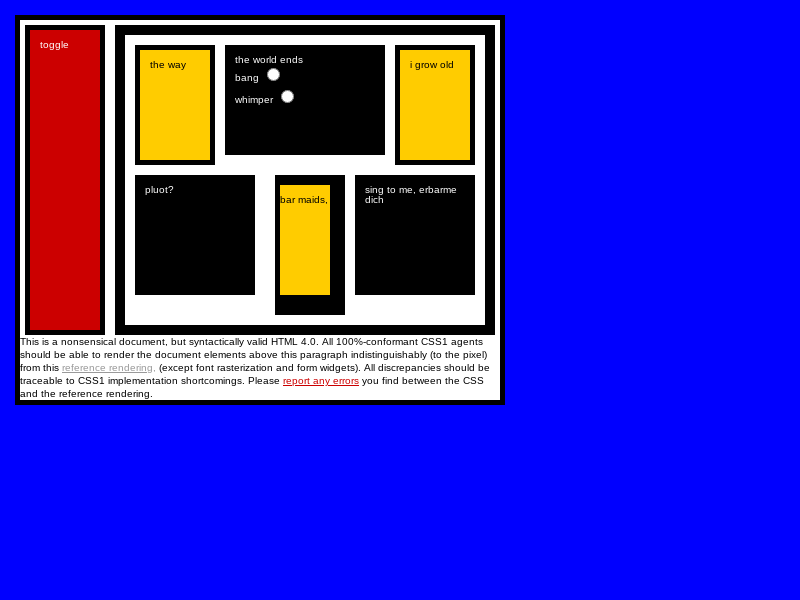 toggle
the way
the world ends
bang
whimper
i grow old
pluot?
bar maids,
sing to me, erbarme
dich
This is a nonsensical document, but syntactically valid HTML 4.0. All 100%-conformant CSS1 agents
should be able to render the document elements above this paragraph indistinguishably (to the pixel)
from this reference rendering, (except font rasterization and form widgets). All discrepancies should be
traceable to CSS1 implementation shortcomings. Please report any errors you find between the CSS
and the reference rendering.